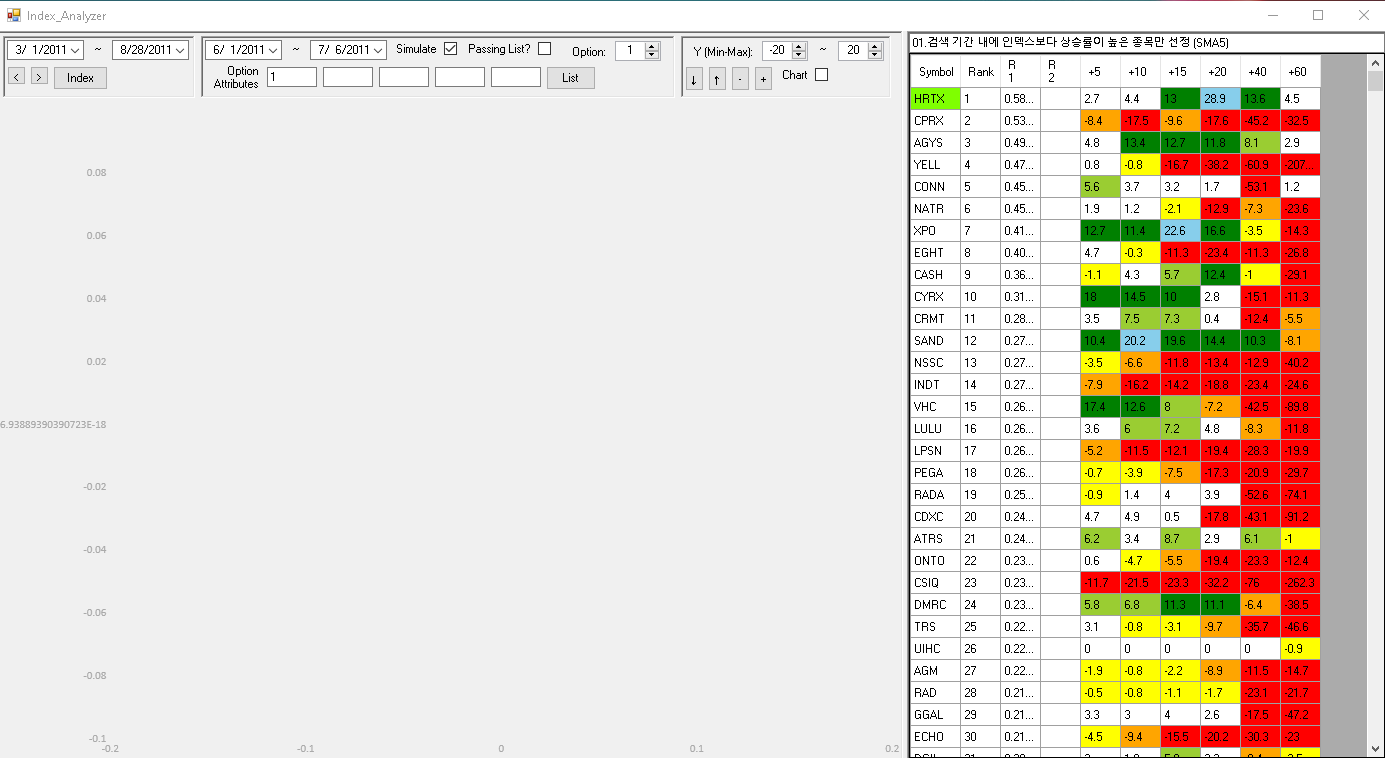 Index_Analyzer
3/ 1/2011 ~ 8/28/2011
< > Index
6/ 1/2011 ~ 7/ 6/2011 Simulate Passing List? Option: 1
Option Attributes 1 List
Y (Min-Max): -20 ~ 20
↓ ↑ - + Chart
0.08
0.06
0.04
0.02
6.93889390390723E-18
-0.02
-0.04
-0.06
-0.08
-0.1
-0.2 -0.1 0 0.1 0.2
01.검색 기간 내에 인덱스보다 상승률이 높은 종목만 선정 (SMA5)
Symbol Rank R 1 R 2 +5 +10 +15 +20 +40 +60
HRTX 1 0.58... 2.7 4.4 13 28.9 13.6 4.5
CPRX 2 0.53... -8.4 -17.5 -9.6 -17.6 -45.2 -32.5
AGYS 3 0.49... 4.8 13.4 12.7 11.8 8.1 2.9
YELL 4 0.47... 0.8 -0.8 -16.7 -38.2 -60.9 -207...
CONN 5 0.45... 5.6 3.7 3.2 1.7 -53.1 1.2
NATR 6 0.45... 1.9 1.2 -2.1 -12.9 -7.3 -23.6
XPO 7 0.41... 12.7 11.4 22.6 16.6 -3.5 -14.3
EGHT 8 0.40... 4.7 -0.3 -11.3 -23.4 -11.3 -26.8
CASH 9 0.36... -1.1 4.3 5.7 12.4 -1 -29.1
CYRX 10 0.31... 18 14.5 10 2.8 -15.1 -11.3
CRMT 11 0.28... 3.5 7.5 7.3 0.4 -12.4 -5.5
SAND 12 0.27... 10.4 20.2 19.6 14.4 10.3 -8.1
NSSC 13 0.27... -3.5 -6.6 -11.8 -13.4 -12.9 -40.2
INDT 14 0.27... -7.9 -16.2 -14.2 -18.8 -23.4 -24.6
VHC 15 0.26... 17.4 12.6 8 -7.2 -42.5 -89.8
LULU 16 0.26... 3.6 6 7.2 4.8 -8.3 -11.8
LPSN 17 0.26... -5.2 -11.5 -12.1 -19.4 -28.3 -19.9
PEGA 18 0.26... -0.7 -3.9 -7.5 -17.3 -20.9 -29.7
RADA 19 0.25... -0.9 1.4 4 3.9 -52.6 -74.1
CDXC 20 0.24... 4.7 4.9 0.5 -17.8 -43.1 -91.2
ATRS 21 0.24... 6.2 3.4 8.7 2.9 6.1 -1
ONTO 22 0.23... 0.6 -4.7 -5.5 -19.4 -23.3 -12.4
CSIQ 23 0.23... -11.7 -21.5 -23.3 -32.2 -76 -262.3
DMRC 24 0.23... 5.8 6.8 11.3 11.1 -6.4 -38.5
TRS 25 0.22... 3.1 -0.8 -3.1 -9.7 -35.7 -46.6
UIHC 26 0.22... 0 0 0 0 0 -0.9
AGM 27 0.22... -1.9 -0.8 -2.2 -8.9 -11.5 -14.7
RAD 28 0.21... -0.5 -0.8 -1.1 -1.7 -23.1 -21.7
GGAL 29 0.21... 3.3 3 4 2.6 -17.5 -47.2
ECHO 30 0.21... -4.5 -9.4 -15.5 -20.2 -30.3 -23